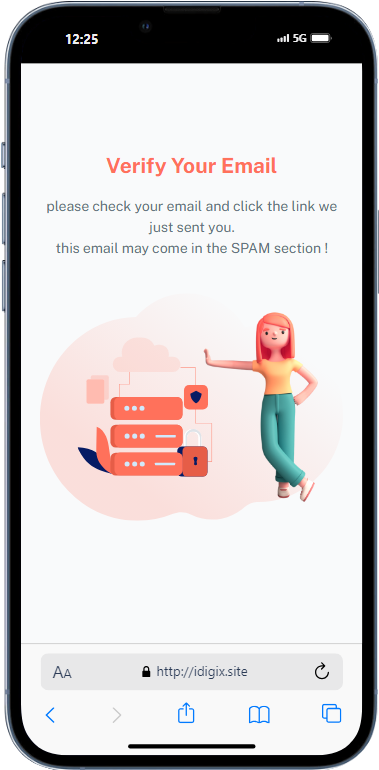 12:25
5G
Verify Your Email
please check your email and click the link we
just sent you.
this email may come in the SPAM section !
AA
http://idigix.site